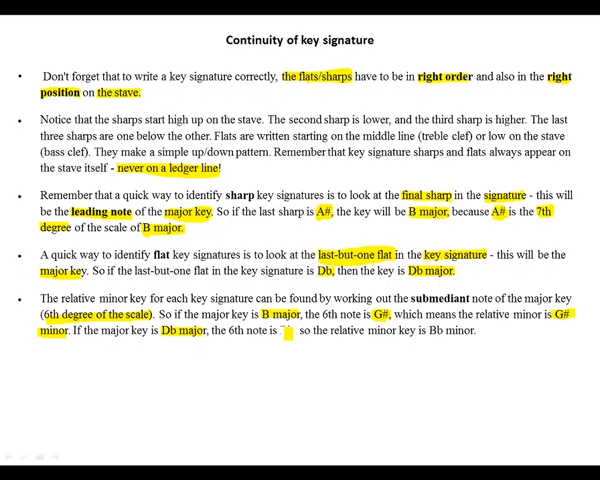 Continuity of key signature
• Don't forget that to write a key signature correctly, the flats/sharps have to be in right order and also in the right
position on the stave.
• Notice that the sharps start high up on the stave. The second sharp is lower, and the third sharp is higher. The last
three sharps are one below the other. Flats are written starting on the middle line (treble clef) or low on the stave
(bass clef). They make a simple up/down pattern. Remember that key signature sharps and flats always appear on
the stave itself - never on a ledger line!
• Remember that a quick way to identify sharp key signatures is to look at the final sharp in the signature - this will
be the leading note of the major key. So if the last sharp is A#, the key will be B major, because A# is the 7th
degree of the scale of B major.
• A quick way to identify flat key signatures is to look at the last-but-one flat in the key signature - this will be the
major key. So if the last-but-one flat in the key signature is Db, then the key is Db major.
• The relative minor key for each key signature can be found by working out the submediant note of the major key
(6th degree of the scale). So if the major key is B major, the 6th note is G#, which means the relative minor is G#
minor. If the major key is Db major, the 6th note is so the relative minor key is Bb minor.